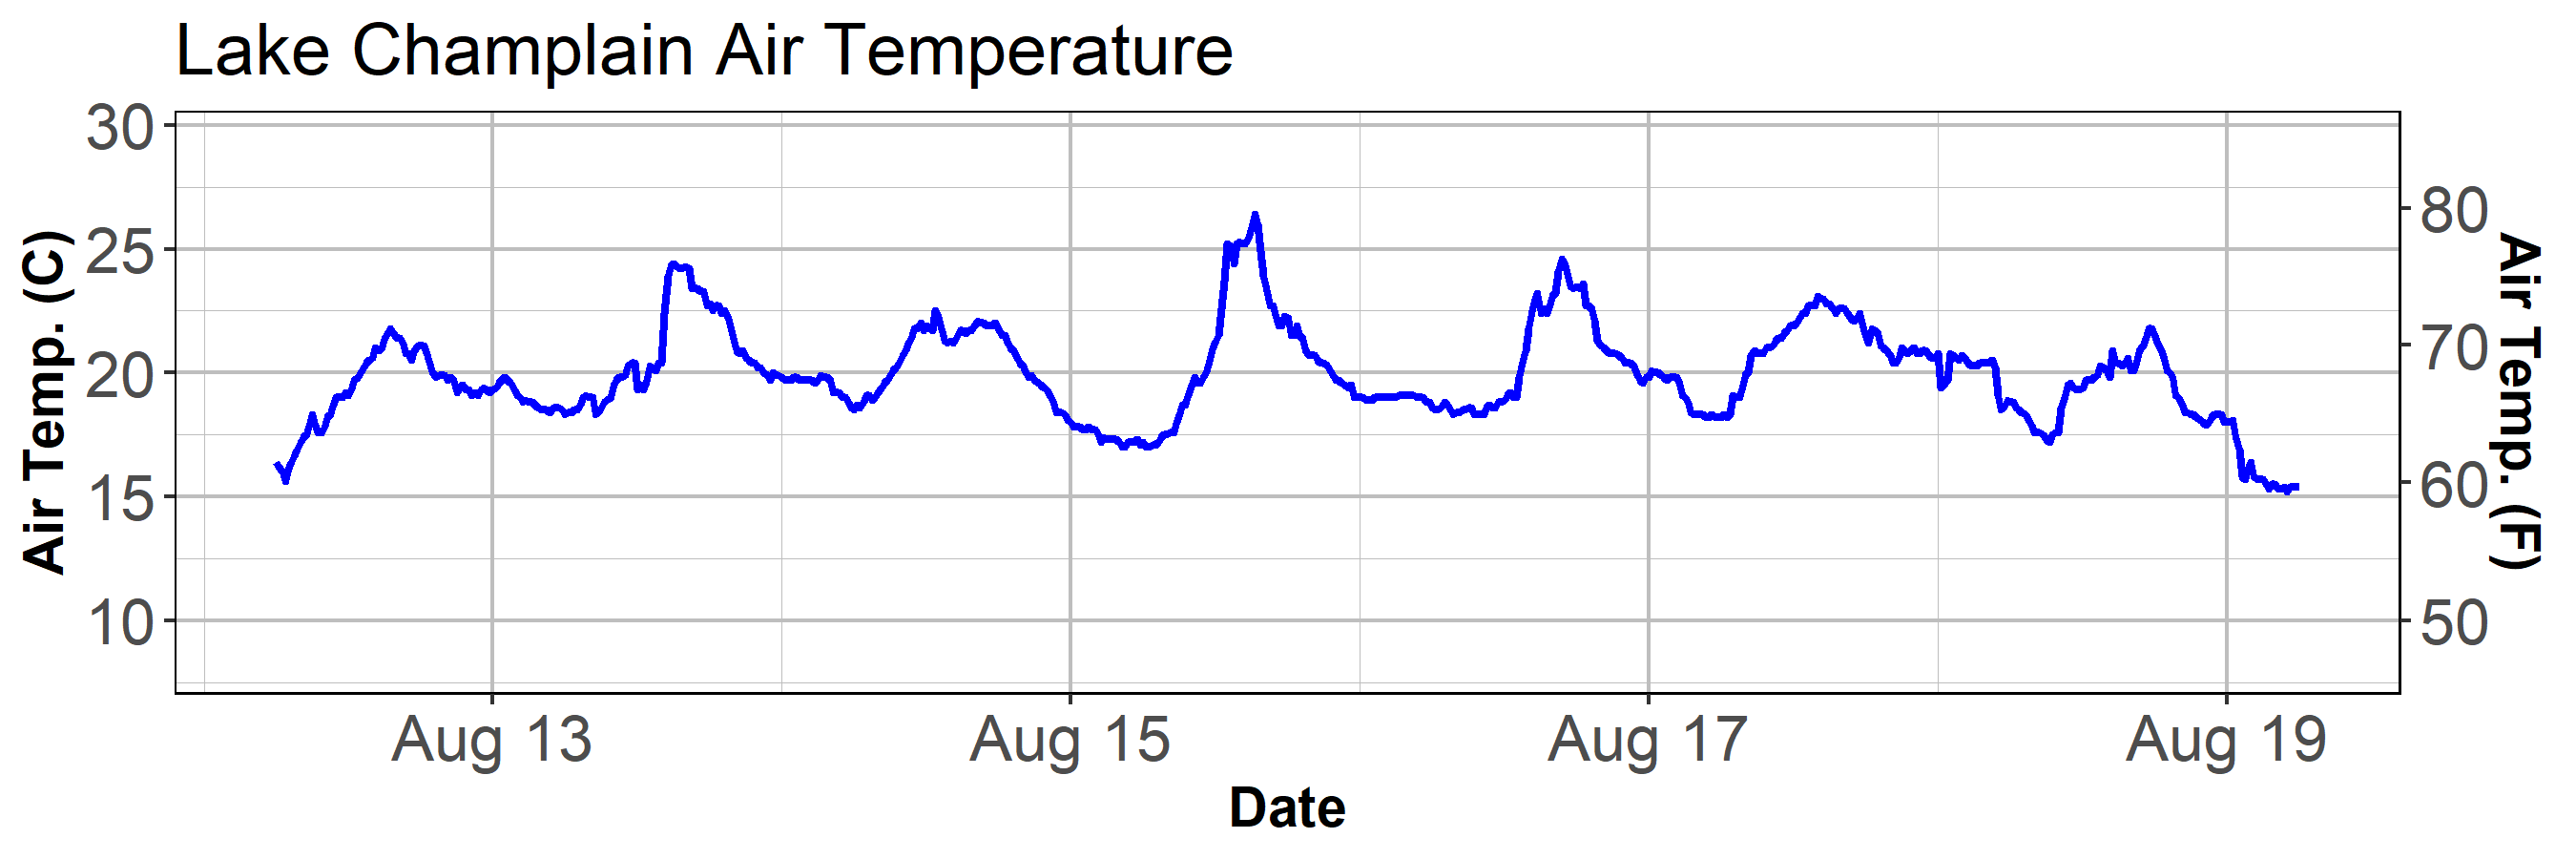 Lake Champlain Air Temperature
30
25
20
15
10
Air Temp. (C)
80
70
60
50
Air Temp. (F)
Aug 13
Aug 15
Aug 17
Aug 19
Date